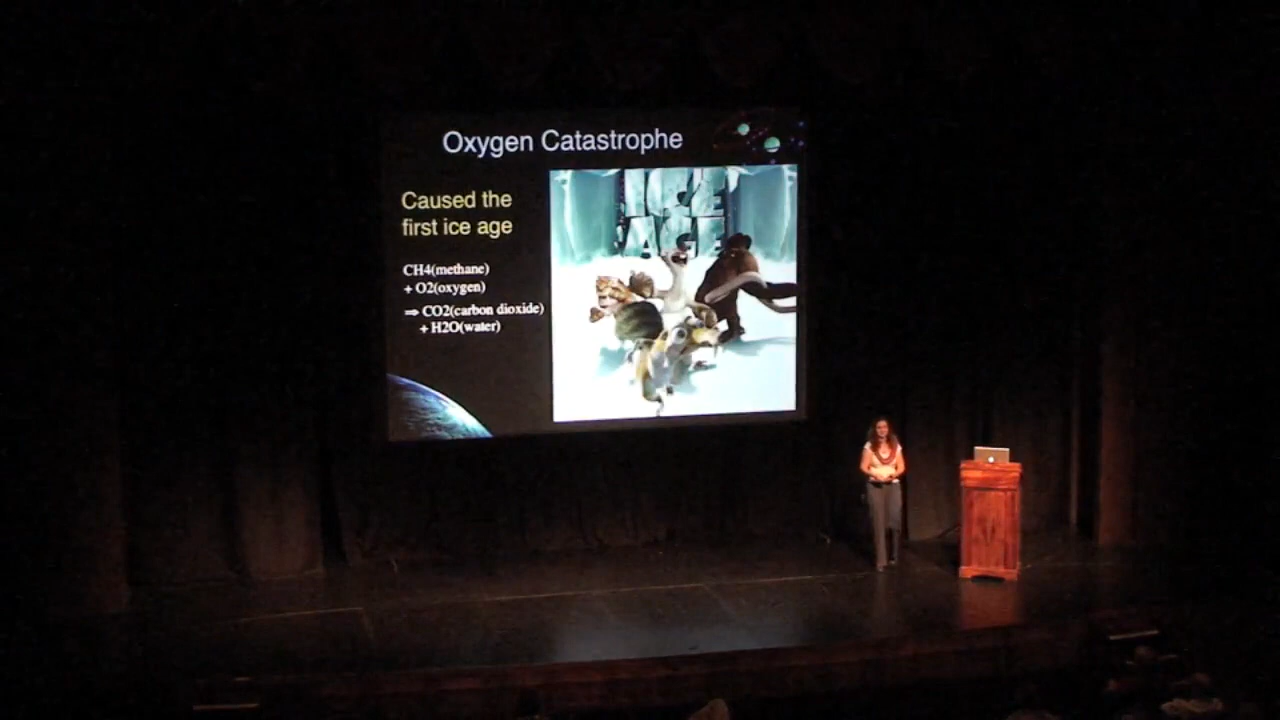 Oxygen Catastrophe
Caused the
first ice age
CH4(methane)
+ O2(oxygen)
⇒ CO2(carbon dioxide)
+ H2O(water)
ICE
AGE